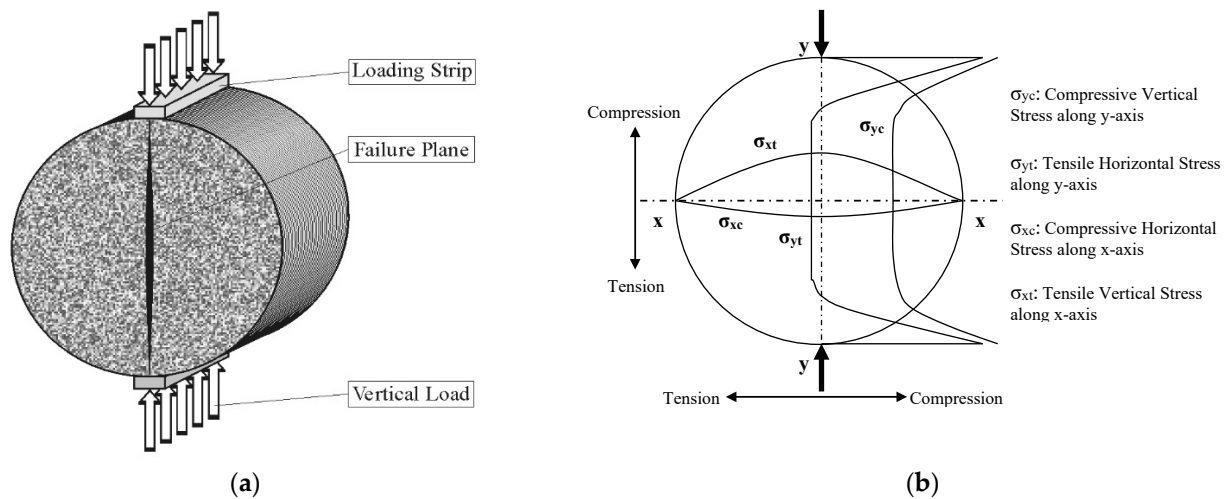 Loading Strip
Failure Plane
Vertical Load
(a)
y
Compression
Tension
σxt
σyc
x
x
σxc
σyt
y
Tension
Compression
σyc: Compressive Vertical
Stress along y-axis
σyt: Tensile Horizontal Stress
along y-axis
σxc: Compressive Horizontal
Stress along x-axis
σxt: Tensile Vertical Stress
along x-axis
(b)